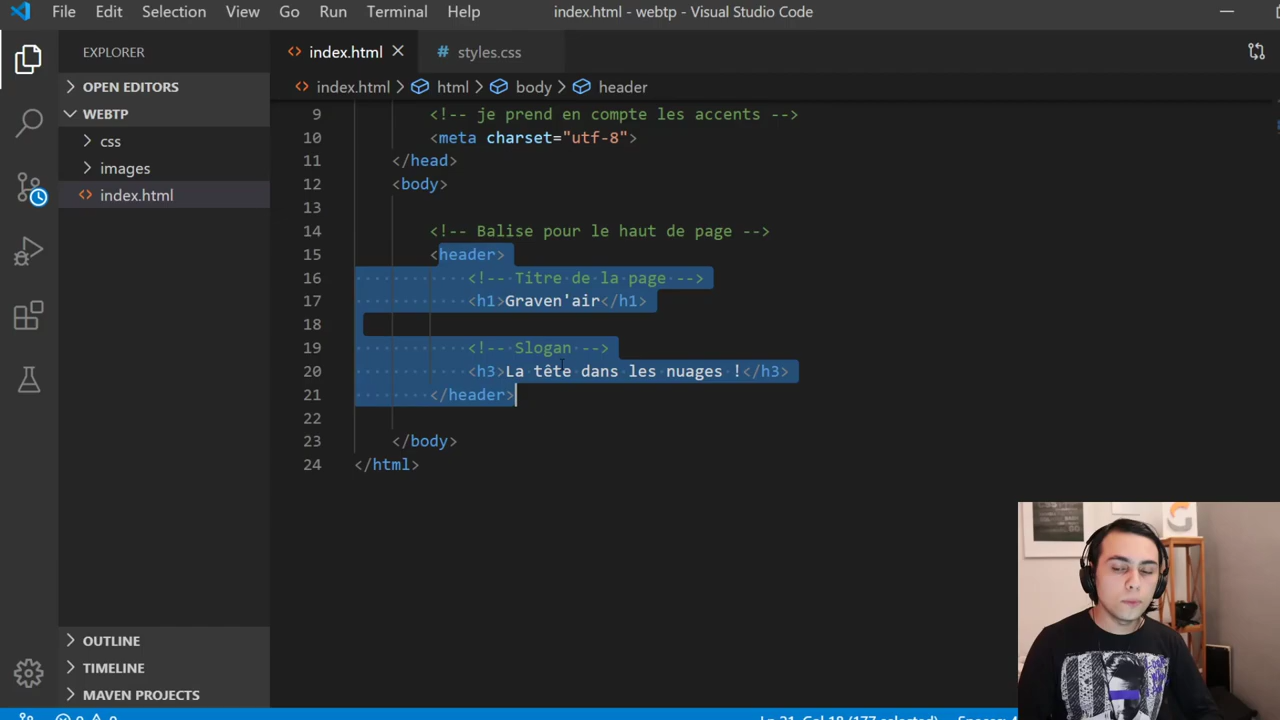 File Edit Selection View Go Run Terminal Help index.html - webtp - Visual Studio Code
EXPLORER
OPEN EDITORS
WEBTP
css
images
index.html
OUTLINE
TIMELINE
MAVEN PROJECTS
index.html # styles.css
index.html > html > body > header
9 <!-- je prend en compte les accents -->
10 <meta charset="utf-8">
11 </head>
12 <body>
13
14 <!-- Balise pour le haut de page -->
15 <header>
16 <!-- Titre de la page -->
17 <h1>Graven'air</h1>
18
19 <!-- Slogan -->
20 <h3>La tête dans les nuages !</h3>
21 </header>
22
23 </body>
24 </html>